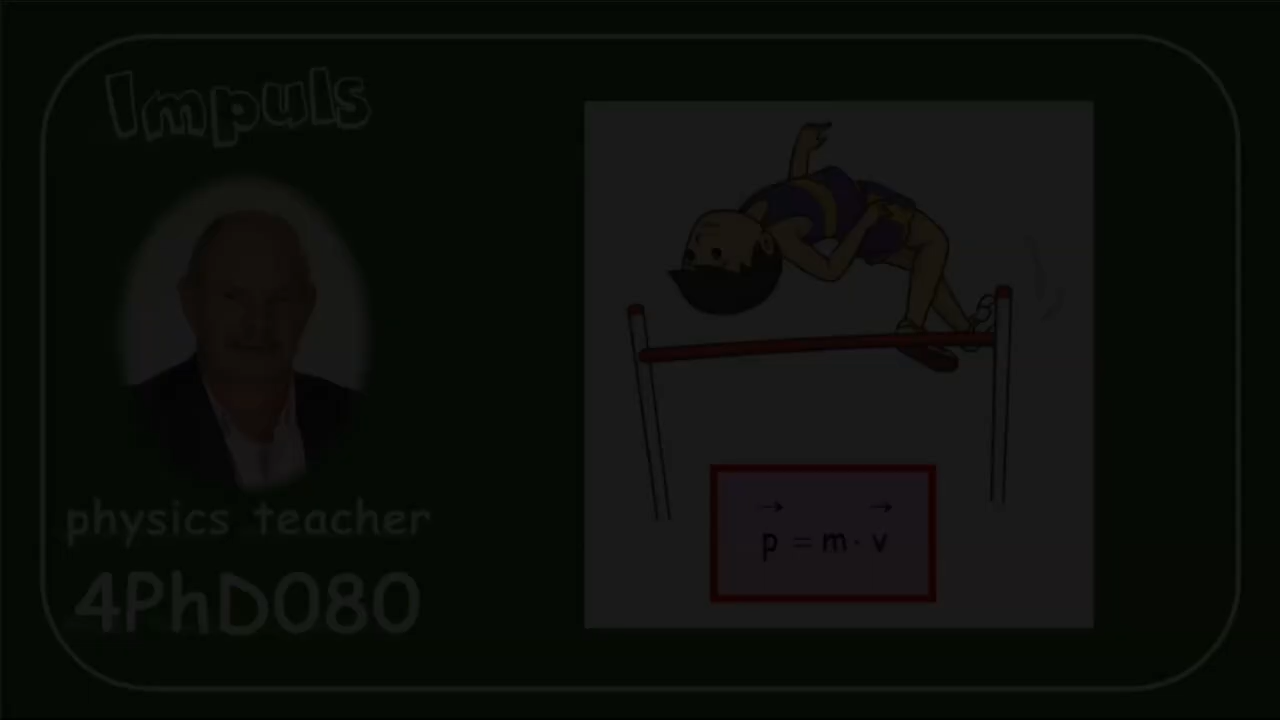 Impuls
physics teacher
4PhD080
p⃗ = m · v⃗